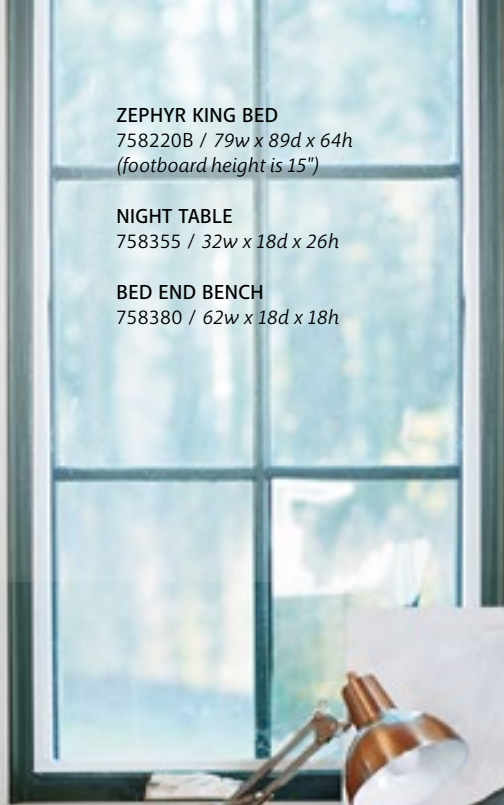 ZEPHYR KING BED
758220B / 79w x 89d x 64h
(footboard height is 15")
NIGHT TABLE
758355 / 32w x 18d x 26h
BED END BENCH
758380 / 62w x 18d x 18h